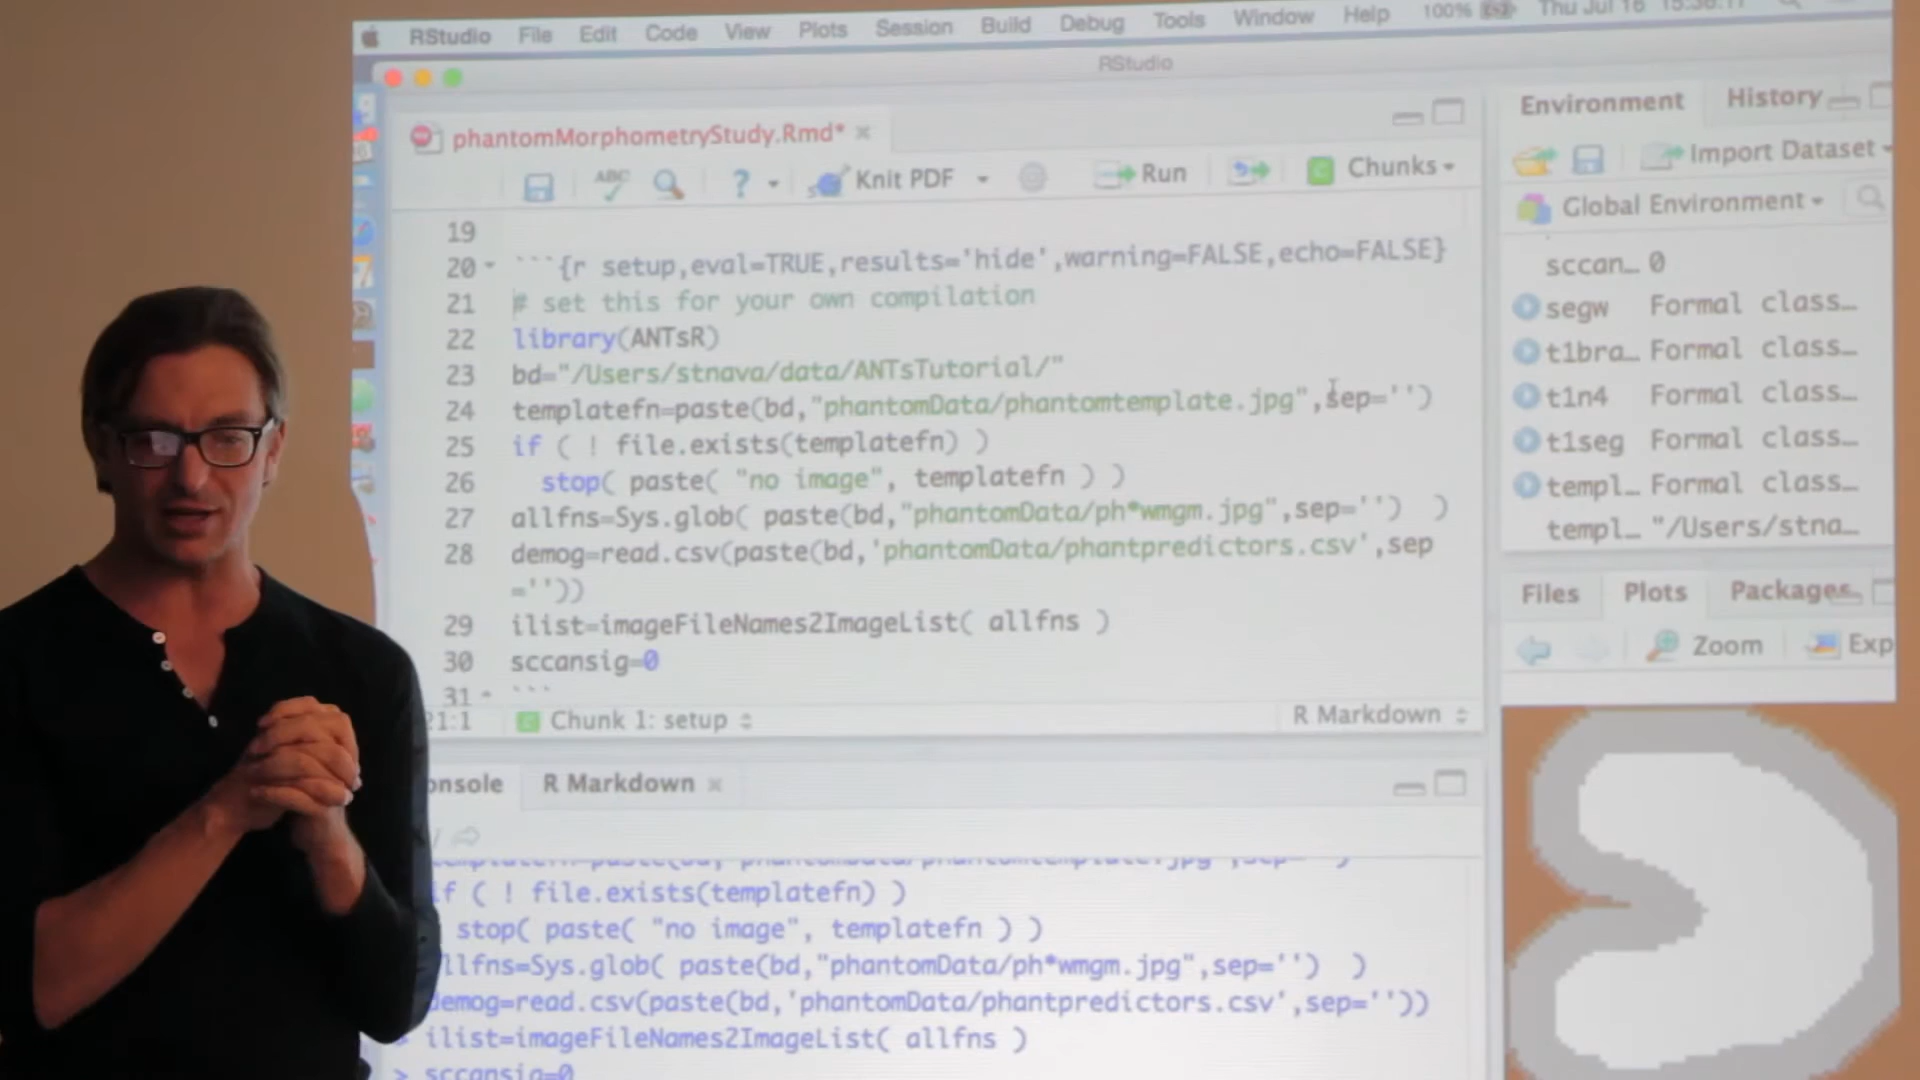 RStudio File Edit Code View Plots Session Build Debug Tools Window Help 100% Thu Jul 16
RStudio
phantomMorphometryStudy.Rmd*
ABC ? Knit PDF Run Chunks
19
20 ```{r setup,eval=TRUE,results='hide',warning=FALSE,echo=FALSE}
21 # set this for your own compilation
22 library(ANTsR)
23 bd="/Users/stnava/data/ANTsTutorial/"
24 templatefn=paste(bd,"phantomData/phantomtemplate.jpg",sep='')
25 if ( ! file.exists(templatefn) )
26 stop( paste( "no image", templatefn ) )
27 allfns=Sys.glob( paste(bd,"phantomData/ph*wmgm.jpg",sep='') )
28 demog=read.csv(paste(bd,'phantomData/phantpredictors.csv',sep
=''))
29 ilist=imageFileNames2ImageList( allfns )
30 sccansig=0
31 ```
21:1 Chunk 1: setup R Markdown
onsole R Markdown
if ( ! file.exists(templatefn) )
stop( paste( "no image", templatefn ) )
llfns=Sys.glob( paste(bd,"phantomData/ph*wmgm.jpg",sep='') )
demog=read.csv(paste(bd,'phantomData/phantpredictors.csv',sep=''))
> ilist=imageFileNames2ImageList( allfns )
> sccansig=0
Environment History
Import Dataset
Global Environment
sccan… 0
segw Formal class…
t1bra… Formal class…
t1n4 Formal class…
t1seg Formal class…
templ… Formal class…
templ… "/Users/stna…
Files Plots Packages
Zoom Exp